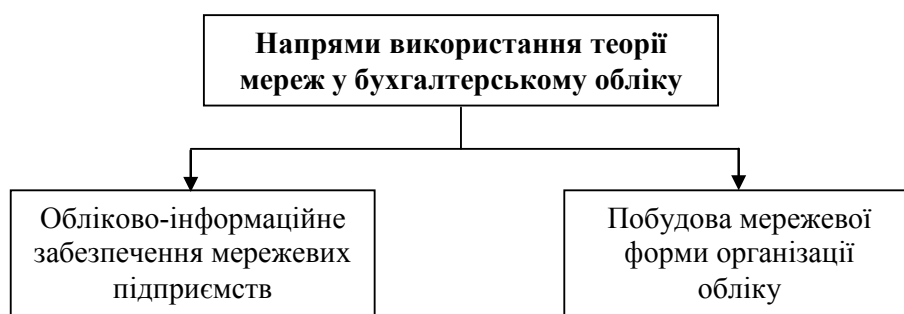 Напрями використання теорії
мереж у бухгалтерському обліку
Обліково-інформаційне
забезпечення мережевих
підприємств
Побудова мережевої
форми організації
обліку